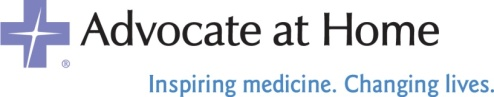 Advocate at Home
®
Inspiring medicine. Changing lives.